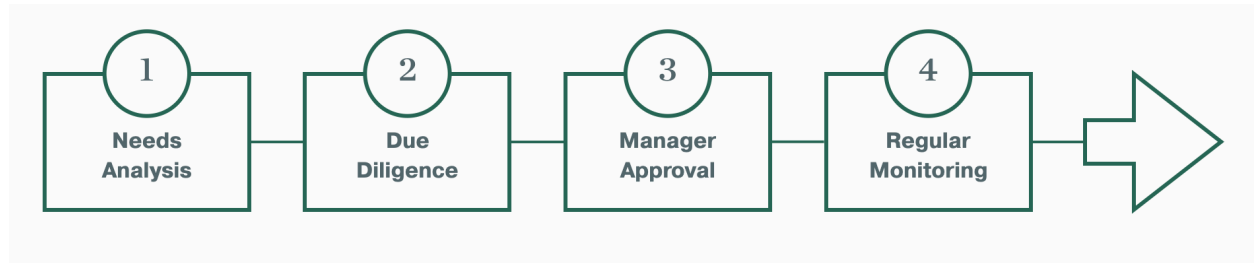 1
Needs
Analysis
2
Due
Diligence
3
Manager
Approval
4
Regular
Monitoring